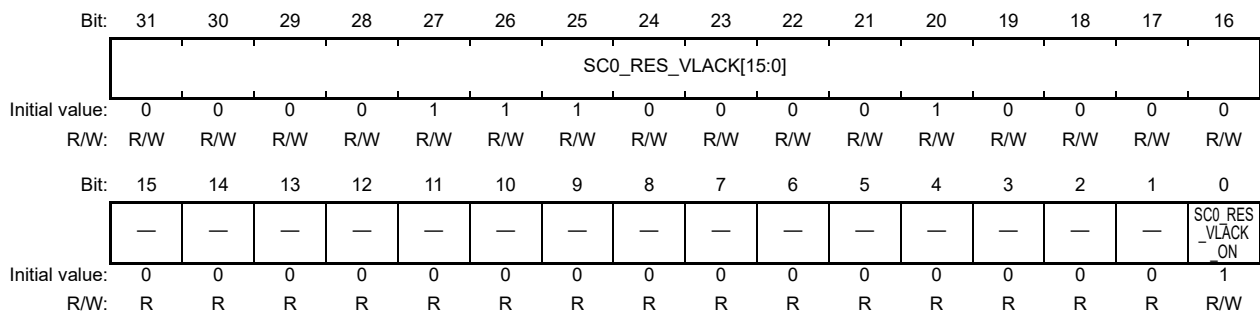 Bit: 31 30 29 28 27 26 25 24 23 22 21 20 19 18 17 16
SC0_RES_VLACK[15:0]
Initial value: 0 0 0 0 1 1 1 0 0 0 0 1 0 0 0 0
R/W: R/W R/W R/W R/W R/W R/W R/W R/W R/W R/W R/W R/W R/W R/W R/W R/W
Bit: 15 14 13 12 11 10 9 8 7 6 5 4 3 2 1 0
— — — — — — — — — — — — — — — SC0_RES
_VLACK
_ON
Initial value: 0 0 0 0 0 0 0 0 0 0 0 0 0 0 0 1
R/W: R R R R R R R R R R R R R R R R/W